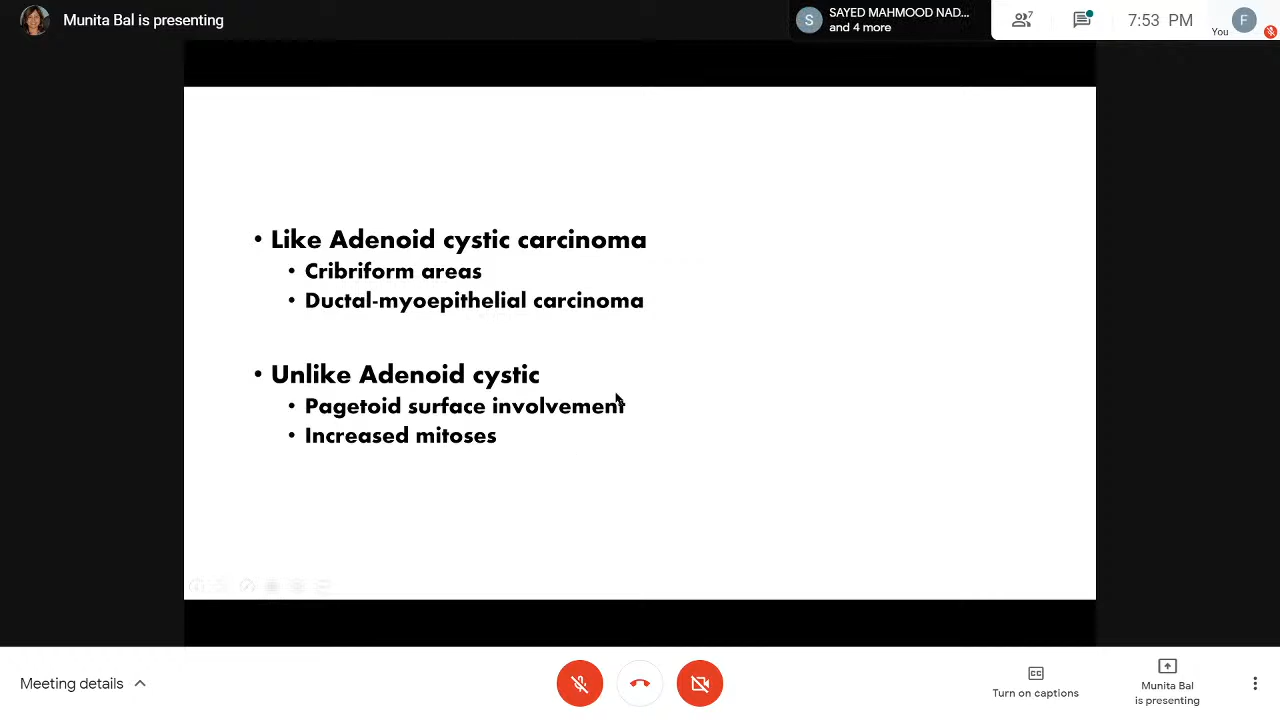 Munita Bal is presenting
SAYED MAHMOOD NAD...
and 4 more
7
7:53 PM
You
F
S
• Like Adenoid cystic carcinoma
• Cribriform areas
• Ductal-myoepithelial carcinoma
• Unlike Adenoid cystic
• Pagetoid surface involvement
• Increased mitoses
Meeting details
CC
Turn on captions
Munita Bal
is presenting